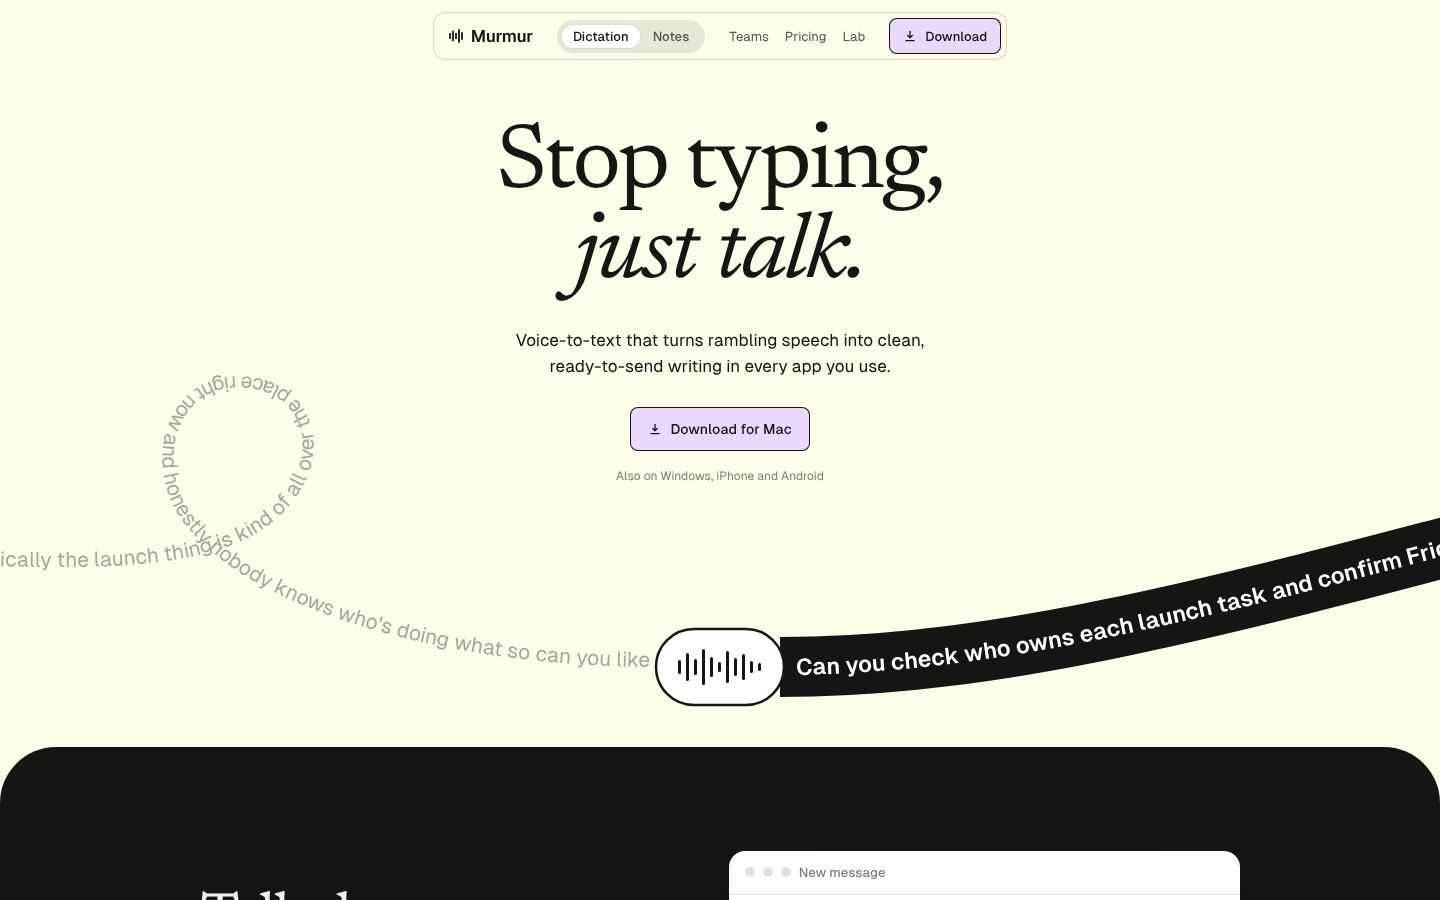 Murmur
Dictation
Notes
Teams
Pricing
Lab
Download
Stop typing,
just talk.
Voice-to-text that turns rambling speech into clean,
ready-to-send writing in every app you use.
Download for Mac
Also on Windows, iPhone and Android
ically the launch thing is kind of all over the place right now and honestly nobody knows who's doing what so can you like
Can you check who owns each launch task and confirm
New message